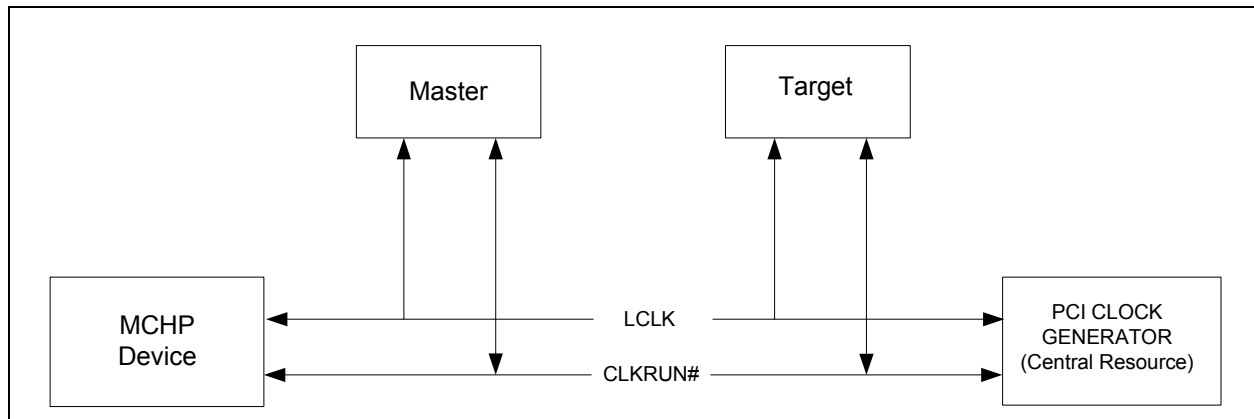 Master
Target
MCHP
Device
LCLK
CLKRUN#
PCI CLOCK
GENERATOR
(Central Resource)